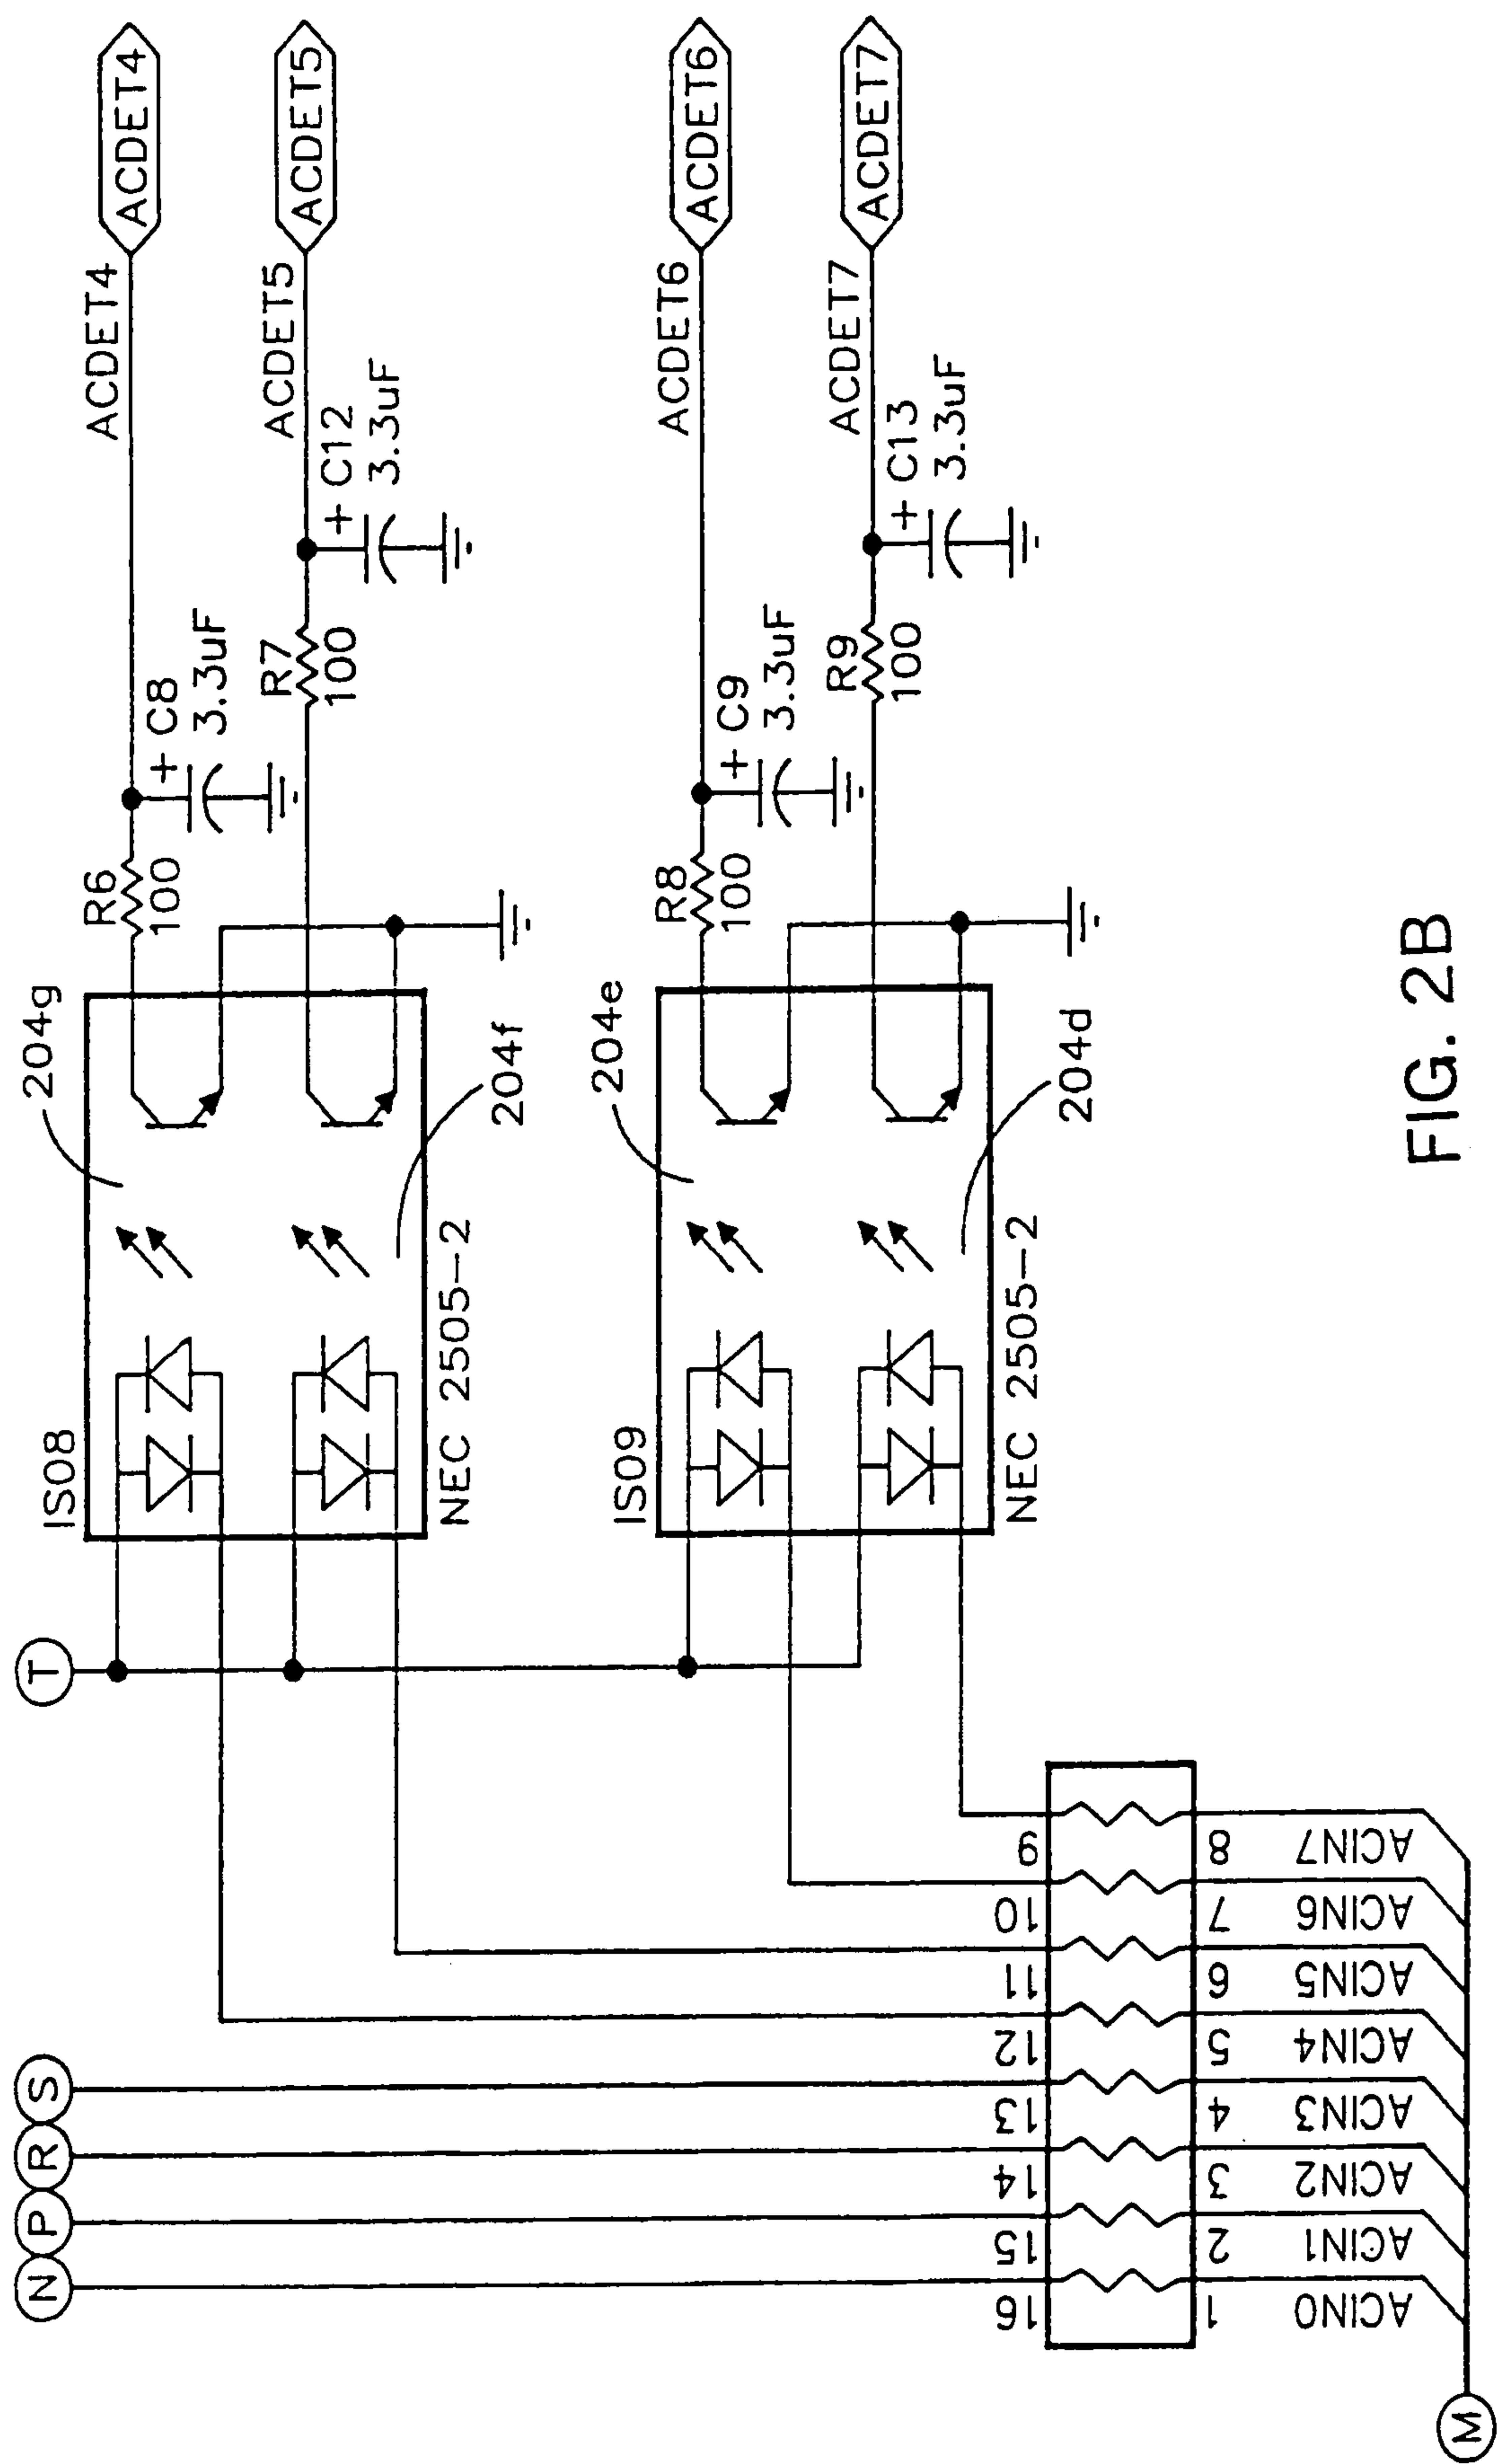 T
IS08
204g
R6
100
+ C8
3.3uF
ACDET4
ACDET4
204f
NEC 2505-2
R7
100
+ C12
3.3uF
ACDET5
ACDET5
IS09
204e
R8
100
+ C9
3.3uF
ACDET6
ACDET6
204d
NEC 2505-2
R9
100
+ C13
3.3uF
ACDET7
ACDET7
N
P
R
S
16
15
14
13
12
11
10
9
1
2
3
4
5
6
7
8
ACIN0
ACIN1
ACIN2
ACIN3
ACIN4
ACIN5
ACIN6
ACIN7
M
FIG. 2B